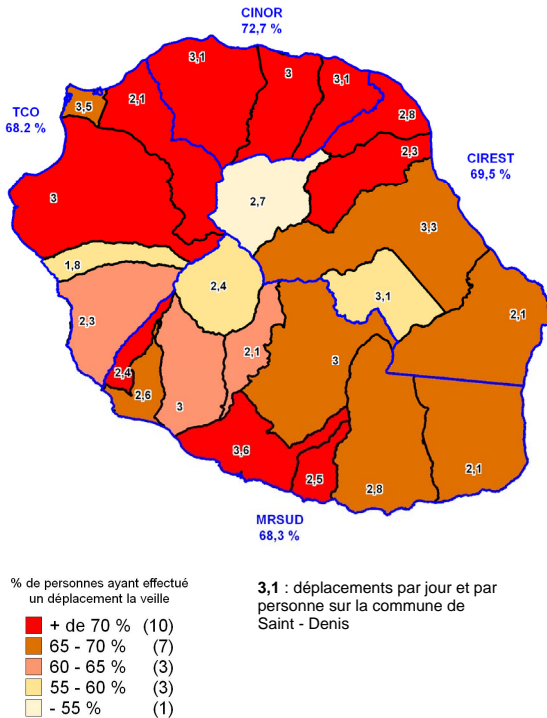 CINOR
72,7 %
3,1
3
3,1
2,1
3,5
TCO
68.2 %
2,8
2,3
CIREST
69,5 %
3
2,7
3,3
1,8
2,4
3,1
2,3
2,1
2,1
3
2,4
2,6
3
3,6
2,5
2,8
2,1
MRSUD
68,3 %
% de personnes ayant effectué
un déplacement la veille
+ de 70 % (10)
65 - 70 % (7)
60 - 65 % (3)
55 - 60 % (3)
- 55 % (1)
3,1 : déplacements par jour et par
personne sur la commune de
Saint - Denis